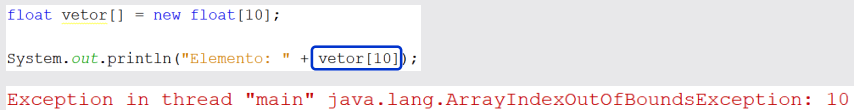 float vetor[] = new float[10];
System.out.println("Elemento: " + vetor[10]);
Exception in thread "main" java.lang.ArrayIndexOutOfBoundsException: 10